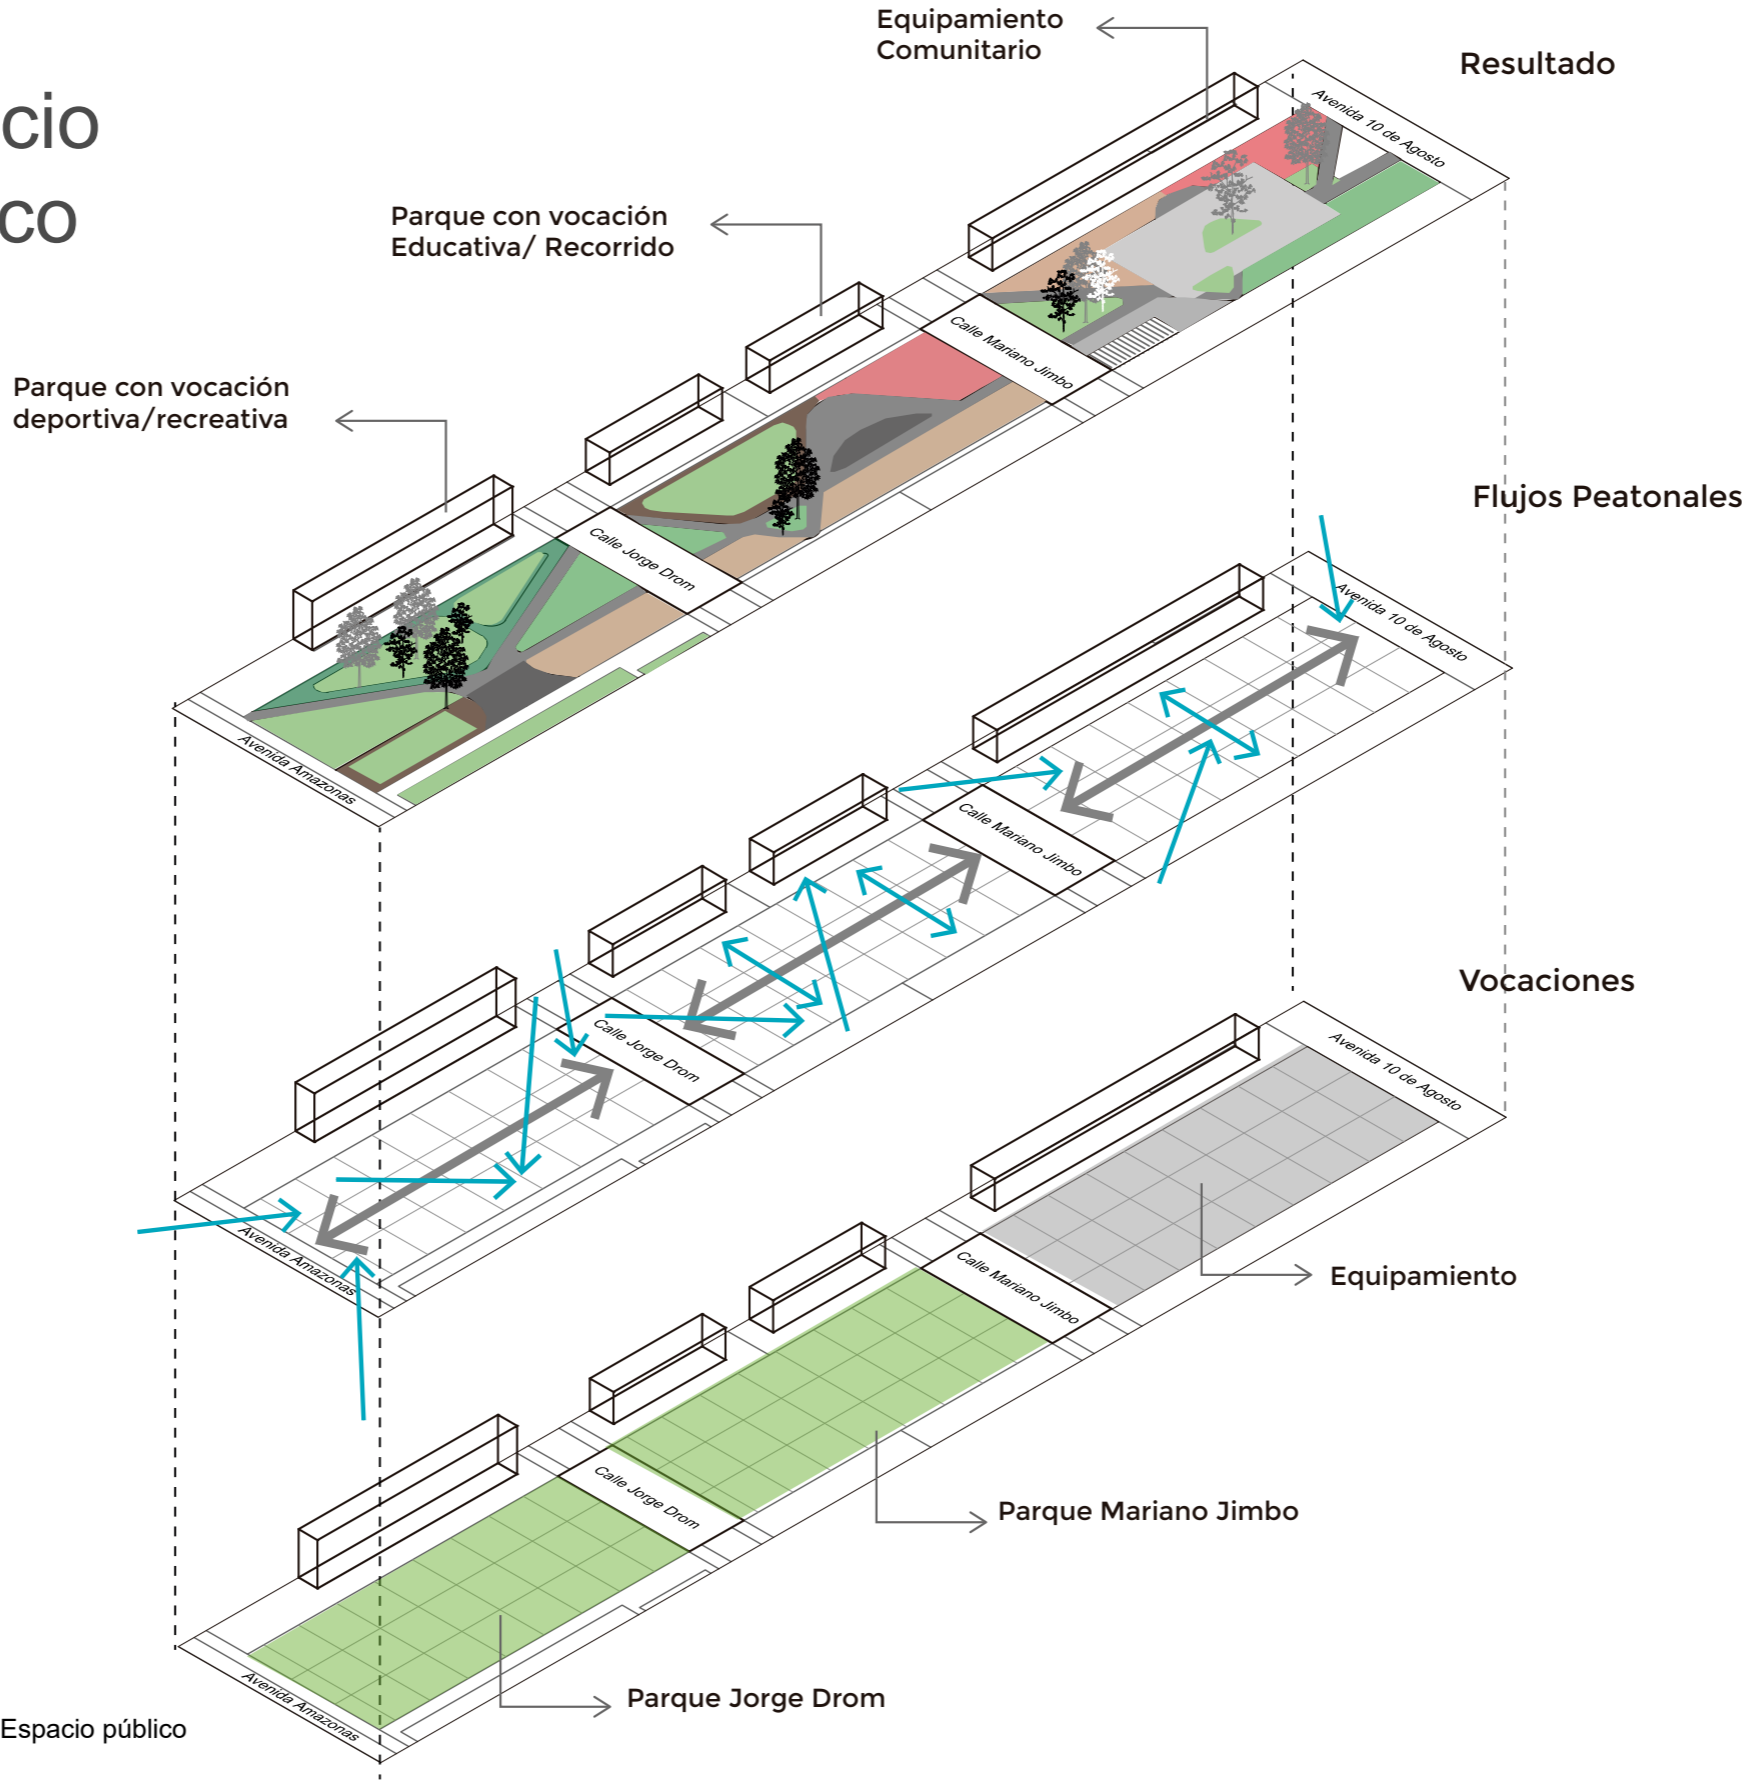 cio
co
Equipamiento
Comunitario
Resultado
Avenida 10 de Agosto
Parque con vocación
Educativa/ Recorrido
Calle Mariano Jimbo
Parque con vocación
deportiva/recreativa
Calle Jorge Drom
Avenida Amazonas
Flujos Peatonales
Avenida 10 de Agosto
Calle Mariano Jimbo
Calle Jorge Drom
Avenida Amazonas
Vocaciones
Avenida 10 de Agosto
Calle Mariano Jimbo
Equipamiento
Calle Jorge Drom
Parque Mariano Jimbo
Avenida Amazonas
Parque Jorge Drom
Espacio público